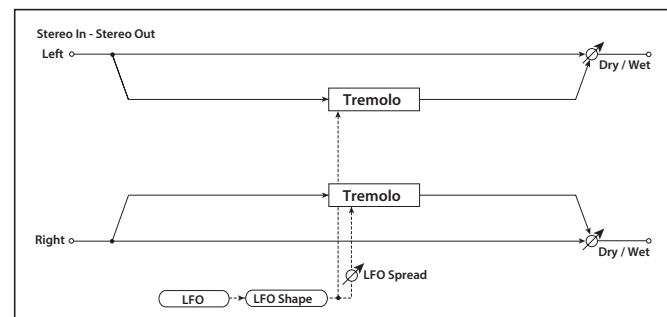 Stereo In - Stereo Out
Left
Dry / Wet
Tremolo
Tremolo
Right
Dry / Wet
LFO Spread
LFO
LFO Shape